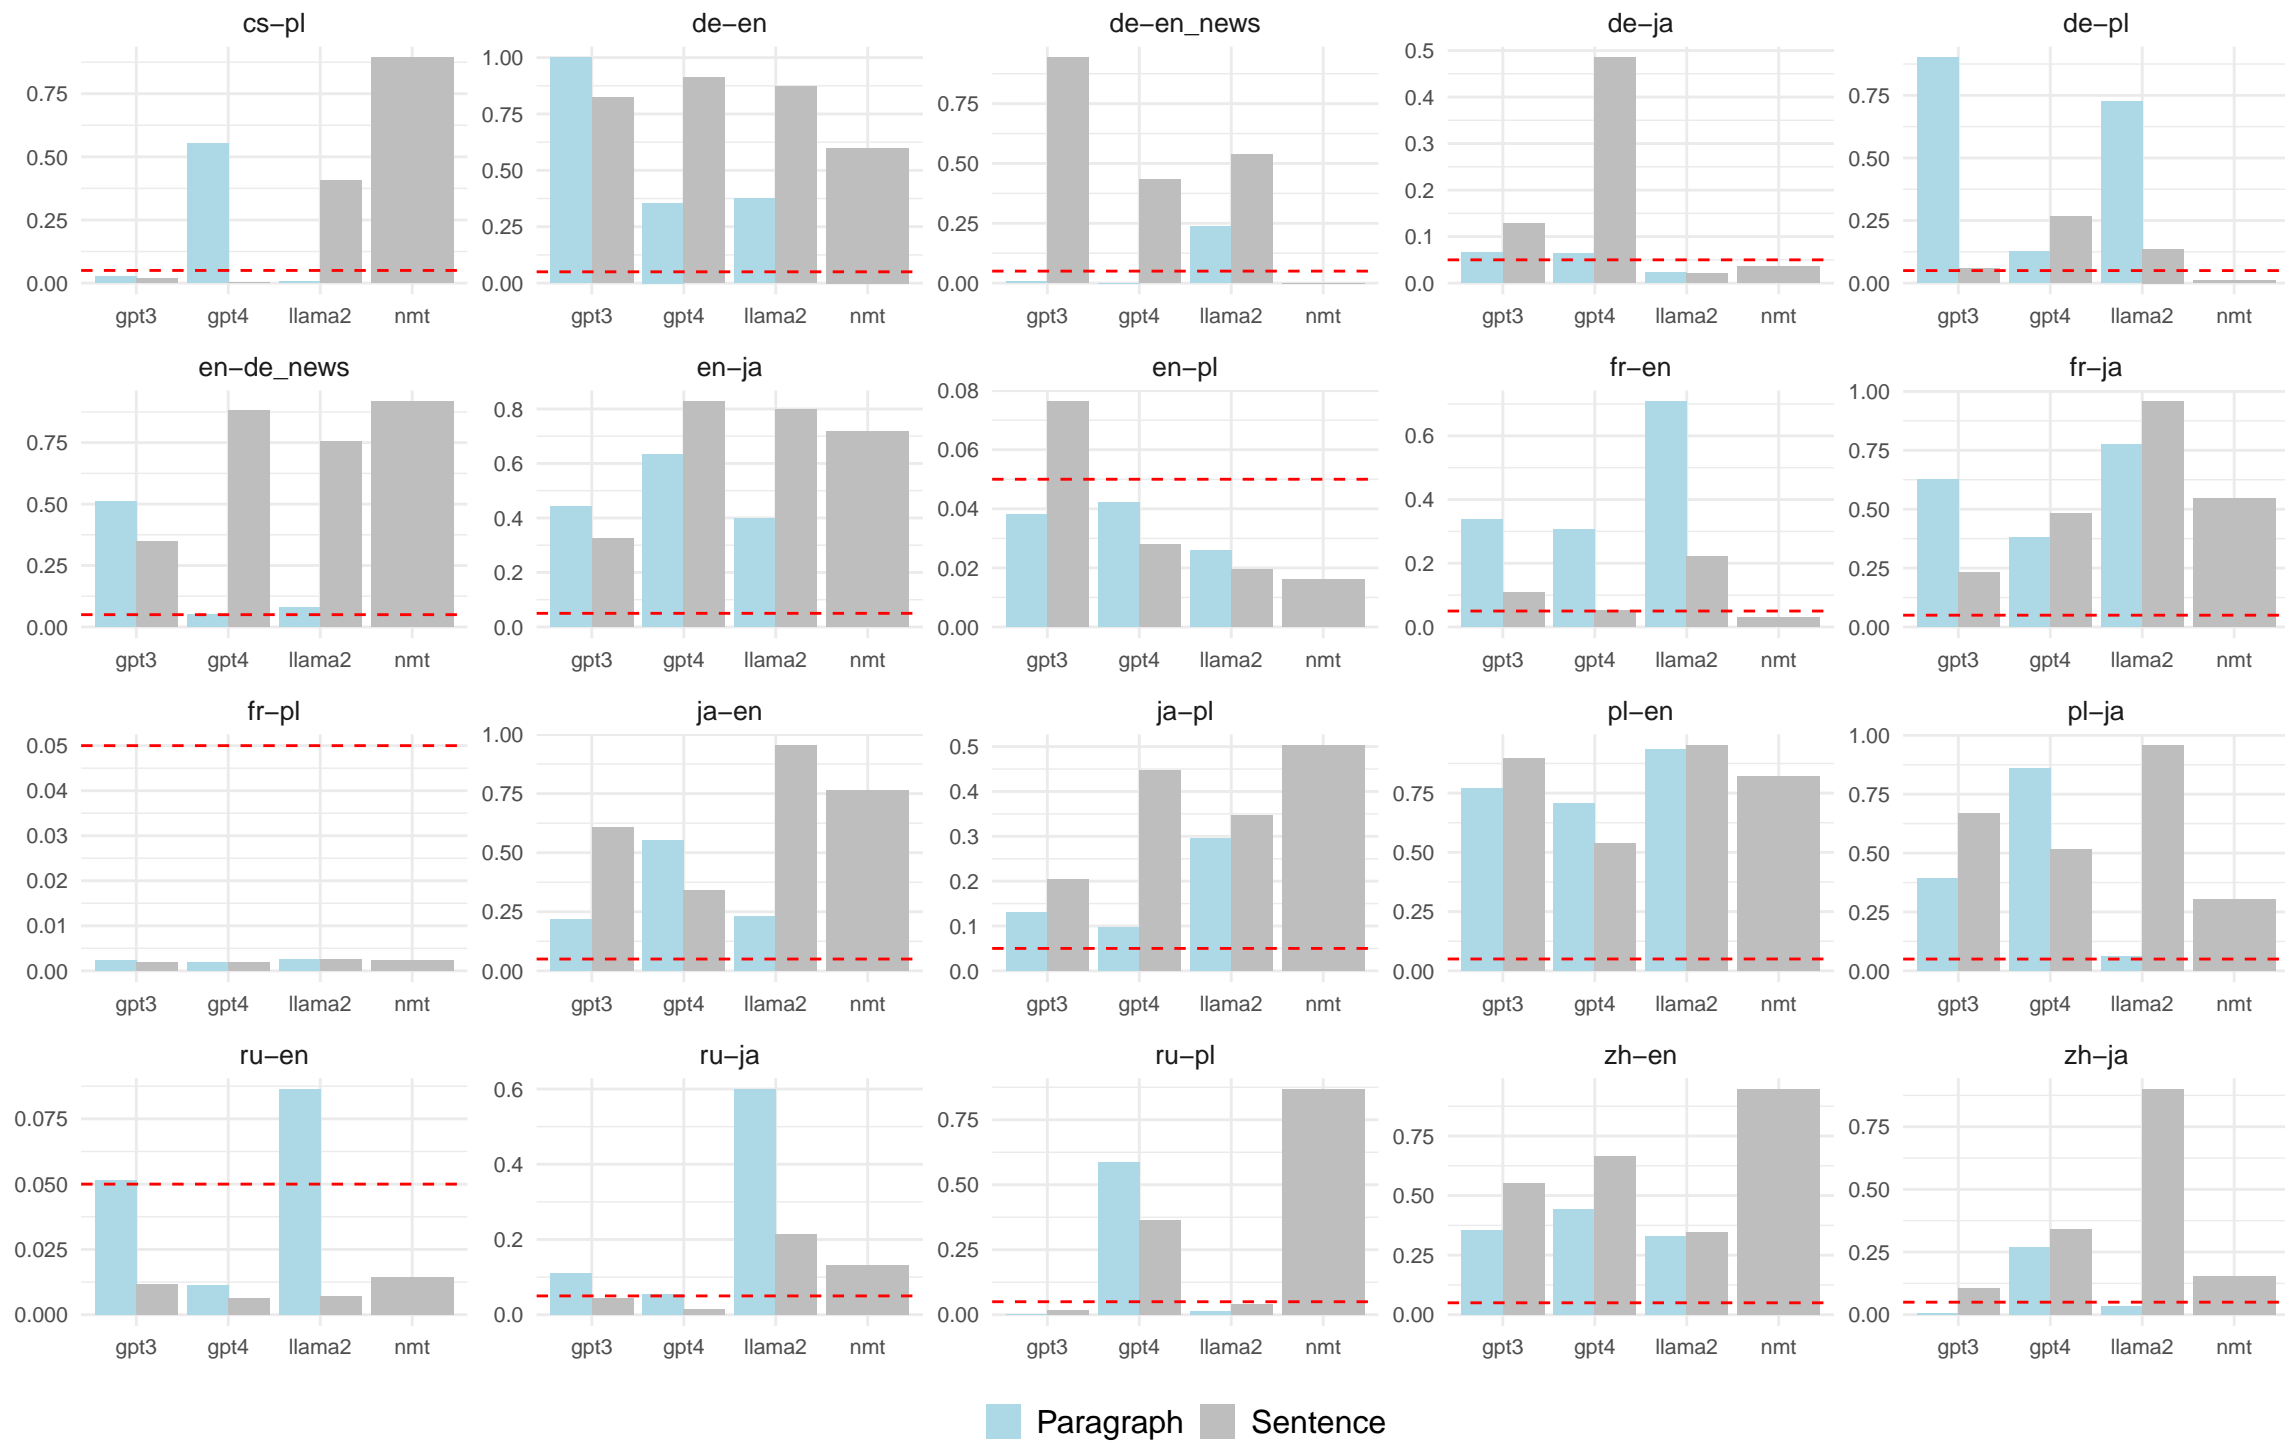 cs−pl
de−en
de−en_news
de−ja
de−pl
0.75
0.50
0.25
0.00
gpt3 gpt4 llama2 nmt
1.00
0.75
0.50
0.25
0.00
gpt3 gpt4 llama2 nmt
0.75
0.50
0.25
0.00
gpt3 gpt4 llama2 nmt
0.5
0.4
0.3
0.2
0.1
0.0
gpt3 gpt4 llama2 nmt
0.75
0.50
0.25
0.00
gpt3 gpt4 llama2 nmt
en−de_news
en−ja
en−pl
fr−en
fr−ja
0.75
0.50
0.25
0.00
gpt3 gpt4 llama2 nmt
0.8
0.6
0.4
0.2
0.0
gpt3 gpt4 llama2 nmt
0.08
0.06
0.04
0.02
0.00
gpt3 gpt4 llama2 nmt
0.6
0.4
0.2
0.0
gpt3 gpt4 llama2 nmt
1.00
0.75
0.50
0.25
0.00
gpt3 gpt4 llama2 nmt
fr−pl
ja−en
ja−pl
pl−en
pl−ja
0.05
0.04
0.03
0.02
0.01
0.00
gpt3 gpt4 llama2 nmt
1.00
0.75
0.50
0.25
0.00
gpt3 gpt4 llama2 nmt
0.5
0.4
0.3
0.2
0.1
0.0
gpt3 gpt4 llama2 nmt
0.75
0.50
0.25
0.00
gpt3 gpt4 llama2 nmt
1.00
0.75
0.50
0.25
0.00
gpt3 gpt4 llama2 nmt
ru−en
ru−ja
ru−pl
zh−en
zh−ja
0.075
0.050
0.025
0.000
gpt3 gpt4 llama2 nmt
0.6
0.4
0.2
0.0
gpt3 gpt4 llama2 nmt
0.75
0.50
0.25
0.00
gpt3 gpt4 llama2 nmt
0.75
0.50
0.25
0.00
gpt3 gpt4 llama2 nmt
0.75
0.50
0.25
0.00
gpt3 gpt4 llama2 nmt
Paragraph Sentence